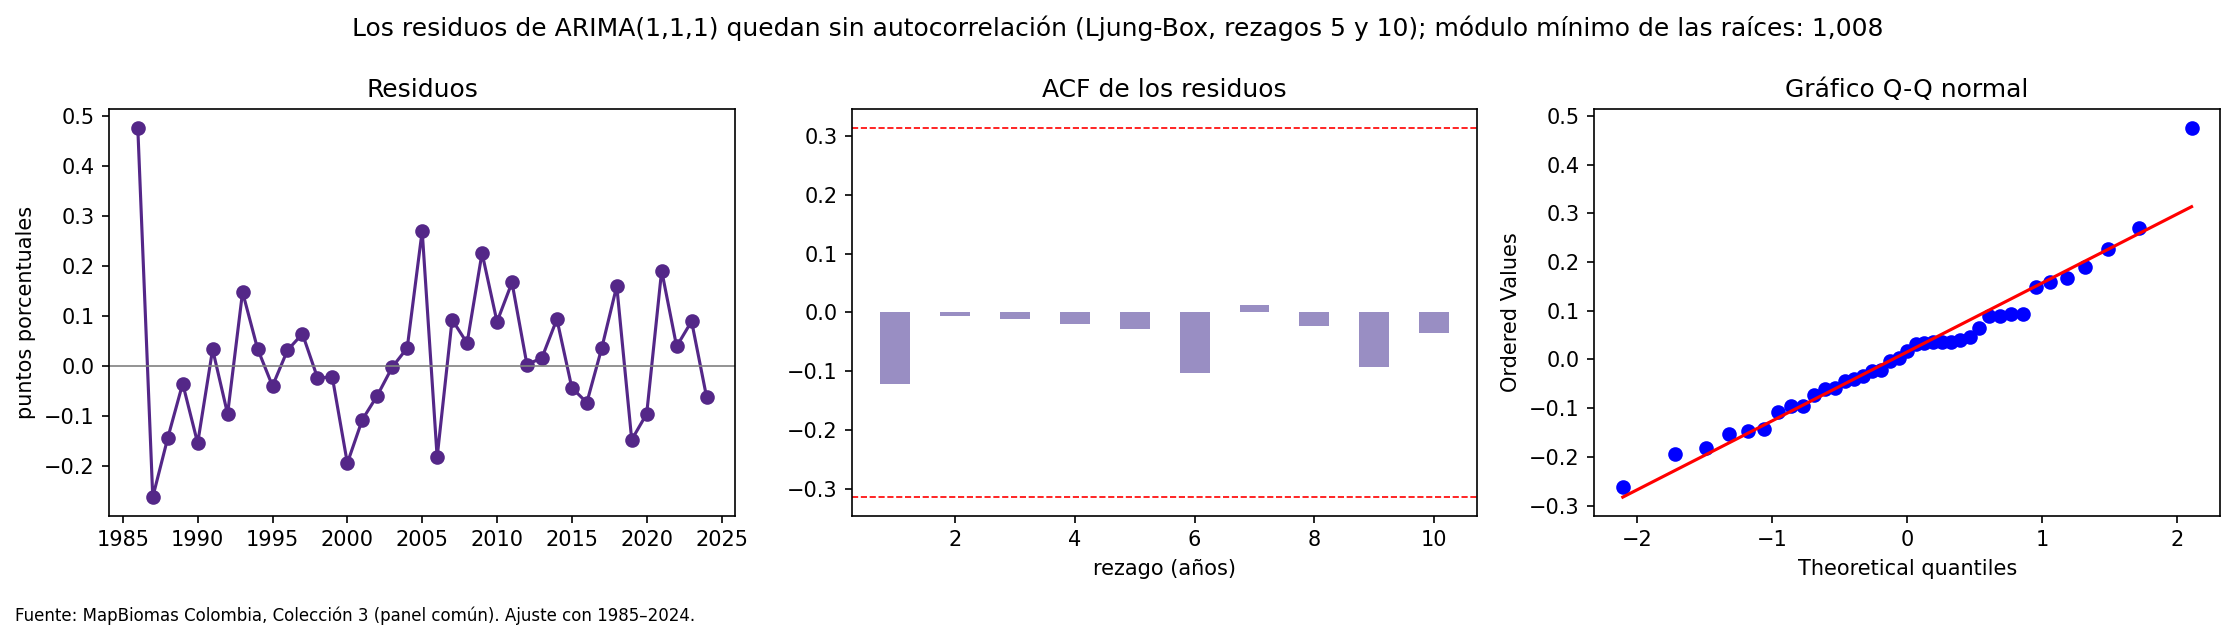 Los residuos de ARIMA(1,1,1) quedan sin autocorrelación (Ljung-Box, rezagos 5 y 10); módulo mínimo de las raíces: 1,008
Residuos
puntos porcentuales
0.5
0.4
0.3
0.2
0.1
0.0
−0.1
−0.2
1985 1990 1995 2000 2005 2010 2015 2020 2025
ACF de los residuos
0.3
0.2
0.1
0.0
−0.1
−0.2
−0.3
2 4 6 8 10
rezago (años)
Gráfico Q-Q normal
Ordered Values
0.5
0.4
0.3
0.2
0.1
0.0
−0.1
−0.2
−0.3
−2 −1 0 1 2
Theoretical quantiles
Fuente: MapBiomas Colombia, Colección 3 (panel común). Ajuste con 1985–2024.